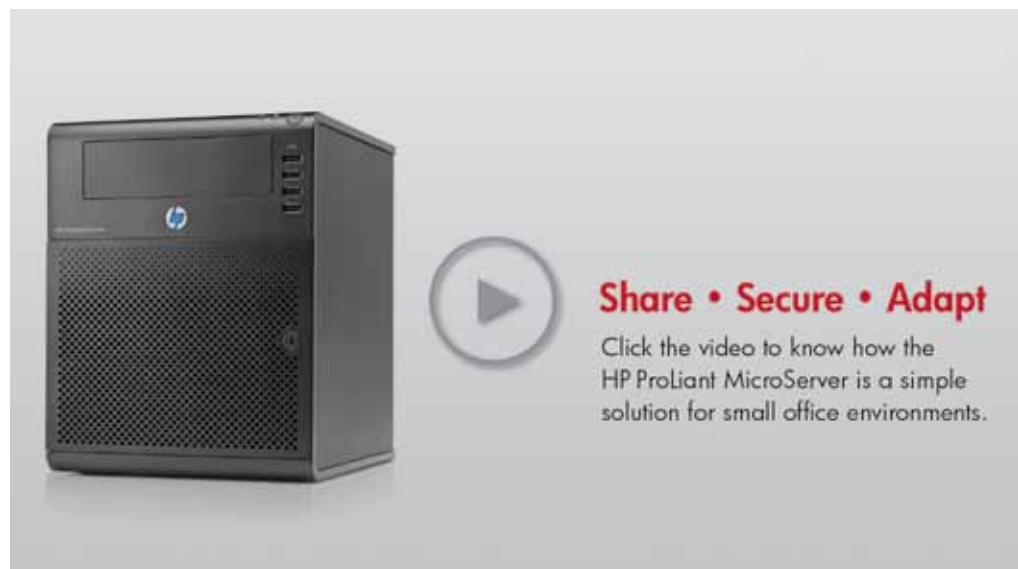 hp
Share • Secure • Adapt
Click the video to know how the
HP ProLiant MicroServer is a simple
solution for small office environments.